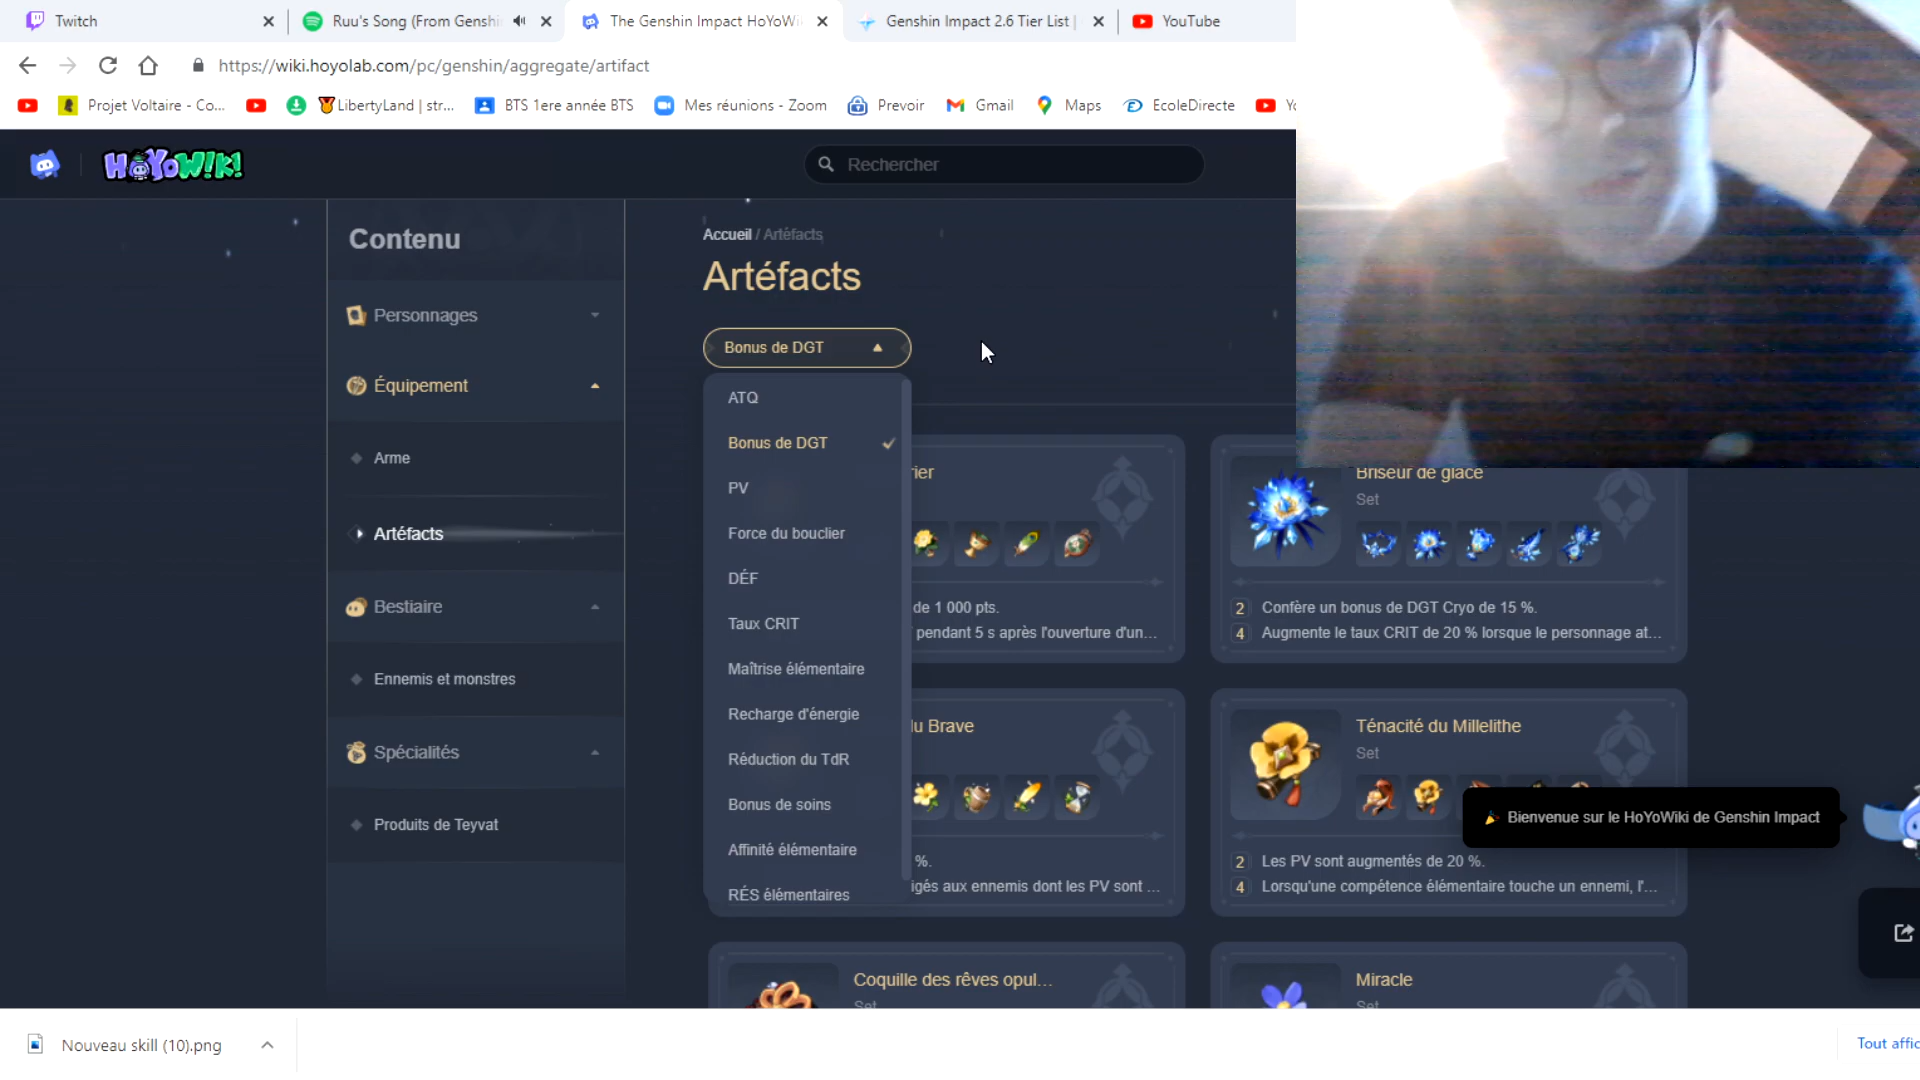 Twitch
Ruu's Song (From Genshi
The Genshin Impact HoYoWi
Genshin Impact 2.6 Tier List |
YouTube
https://wiki.hoyolab.com/pc/genshin/aggregate/artifact
Projet Voltaire - Co...
LibertyLand | str...
BTS 1ere année BTS
Mes réunions - Zoom
Prevoir
Gmail
Maps
EcoleDirecte
HoYoWiki!
Rechercher
Contenu
Personnages
Équipement
Arme
Artéfacts
Bestiaire
Ennemis et monstres
Spécialités
Produits de Teyvat
Accueil / Artéfacts
Artéfacts
Bonus de DGT
ATQ
Bonus de DGT
PV
Force du bouclier
DÉF
Taux CRIT
Maîtrise élémentaire
Recharge d'énergie
Réduction du TdR
Bonus de soins
Affinité élémentaire
RÉS élémentaires
rier
de 1 000 pts.
pendant 5 s après l'ouverture d'un...
Briseur de glace
Set
2 Confère un bonus de DGT Cryo de 15 %.
4 Augmente le taux CRIT de 20 % lorsque le personnage at...
du Brave
%.
igés aux ennemis dont les PV sont ...
Ténacité du Millelithe
Set
2 Les PV sont augmentés de 20 %.
4 Lorsqu'une compétence élémentaire touche un ennemi, l'...
Bienvenue sur le HoYoWiki de Genshin Impact
Coquille des rêves opul...
Set
Miracle
Set
Nouveau skill (10).png
Tout affic